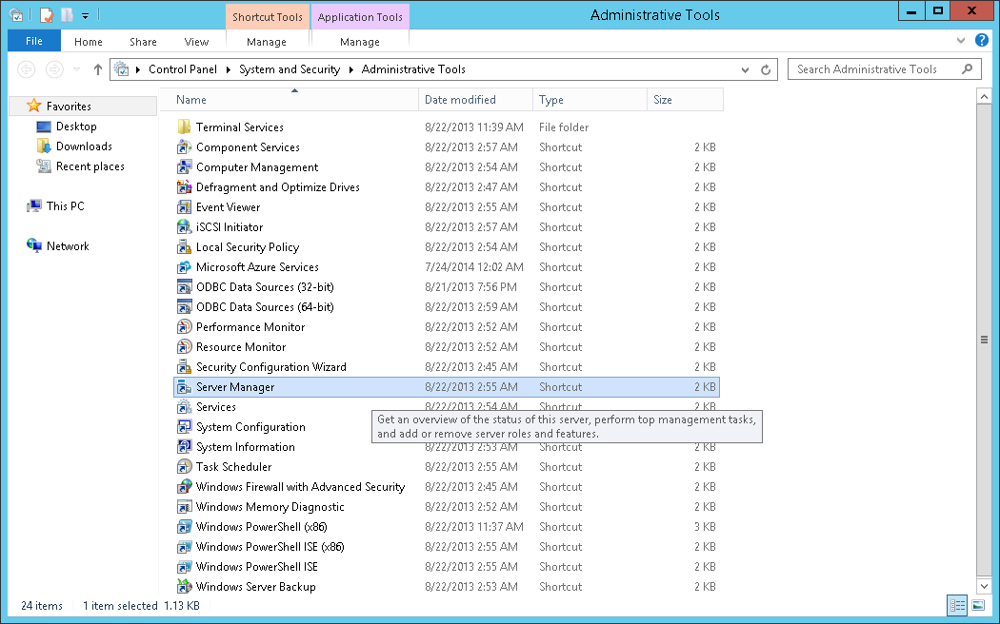 Shortcut Tools Application Tools Administrative Tools
File Home Share View Manage Manage
Control Panel System and Security Administrative Tools Search Administrative Tools
Name Date modified Type Size
Favorites
Desktop
Downloads
Recent places
This PC
Network
Terminal Services 8/22/2013 11:39 AM File folder
Component Services 8/22/2013 2:57 AM Shortcut 2 KB
Computer Management 8/22/2013 2:54 AM Shortcut 2 KB
Defragment and Optimize Drives 8/22/2013 2:47 AM Shortcut 2 KB
Event Viewer 8/22/2013 2:55 AM Shortcut 2 KB
iSCSI Initiator 8/22/2013 2:57 AM Shortcut 2 KB
Local Security Policy 8/22/2013 2:54 AM Shortcut 2 KB
Microsoft Azure Services 7/24/2014 12:02 AM Shortcut 2 KB
ODBC Data Sources (32-bit) 8/21/2013 7:56 PM Shortcut 2 KB
ODBC Data Sources (64-bit) 8/22/2013 2:59 AM Shortcut 2 KB
Performance Monitor 8/22/2013 2:52 AM Shortcut 2 KB
Resource Monitor 8/22/2013 2:52 AM Shortcut 2 KB
Security Configuration Wizard 8/22/2013 2:45 AM Shortcut 2 KB
Server Manager 8/22/2013 2:55 AM Shortcut 2 KB
Services 8/22/2013 2:54 AM Shortcut 2 KB
Get an overview of the status of this server, perform top management tasks,
and add or remove server roles and features.
System Configuration
System Information 8/22/2013 2:53 AM Shortcut 2 KB
Task Scheduler 8/22/2013 2:55 AM Shortcut 2 KB
Windows Firewall with Advanced Security 8/22/2013 2:45 AM Shortcut 2 KB
Windows Memory Diagnostic 8/22/2013 2:52 AM Shortcut 2 KB
Windows PowerShell (x86) 8/22/2013 11:37 AM Shortcut 3 KB
Windows PowerShell ISE (x86) 8/22/2013 2:55 AM Shortcut 2 KB
Windows PowerShell ISE 8/22/2013 2:55 AM Shortcut 2 KB
Windows Server Backup 8/22/2013 2:53 AM Shortcut 2 KB
24 items 1 item selected 1.13 KB